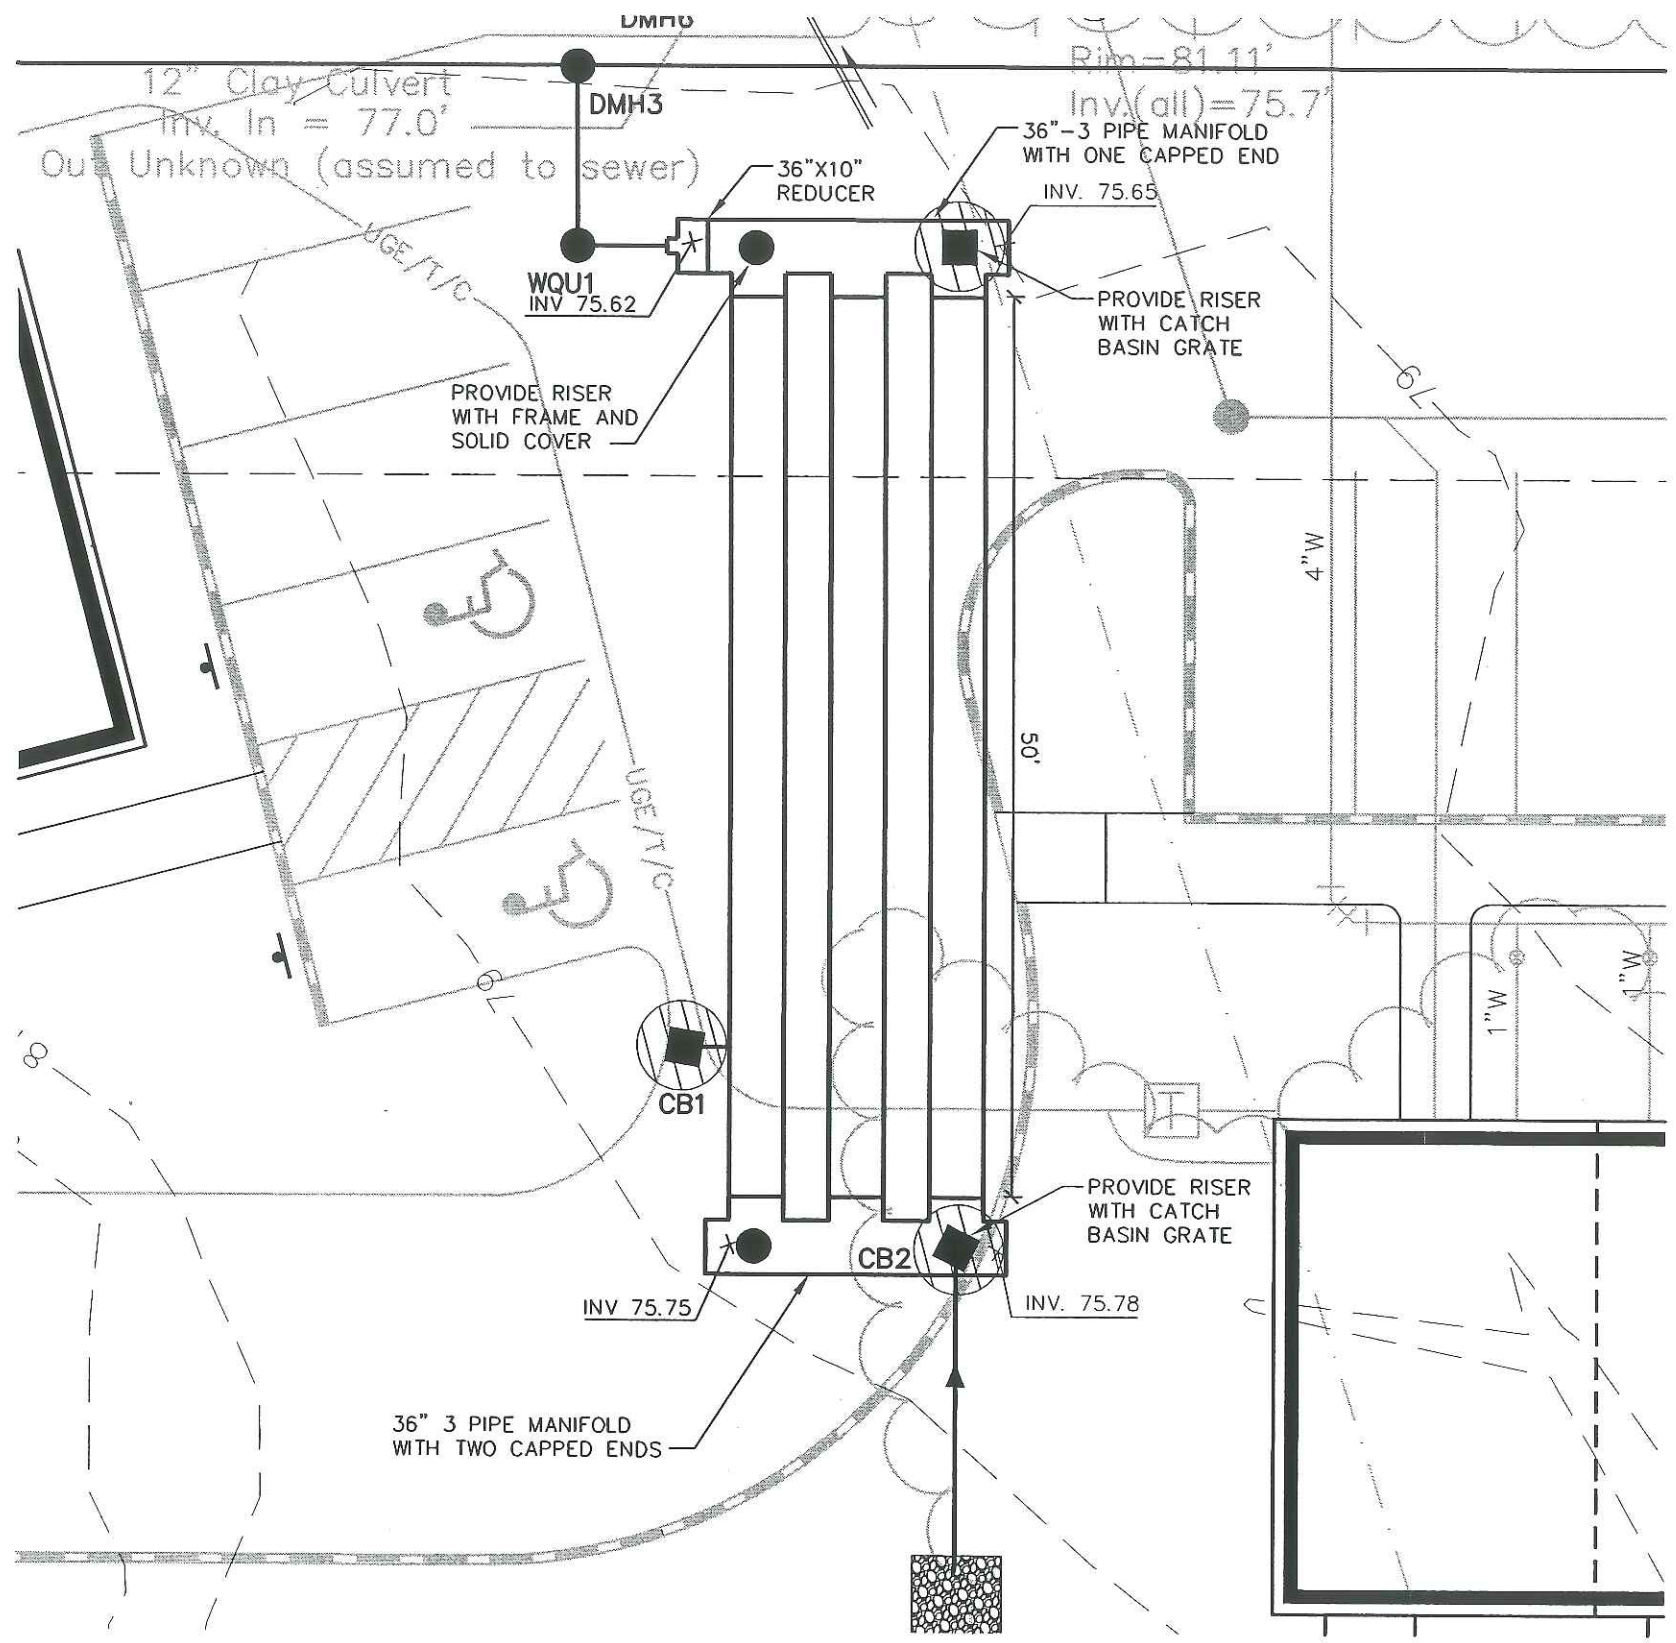 DMH6
12" Clay Culvert
Inv. In = 77.0'
Out Unknown (assumed to sewer)
DMH3
Rim=81.11'
Inv.(all)=75.7'
36"-3 PIPE MANIFOLD
WITH ONE CAPPED END
36"X10"
REDUCER
INV. 75.65
UGE/T/C
WQU1
INV 75.62
PROVIDE RISER
WITH CATCH
BASIN GRATE
PROVIDE RISER
WITH FRAME AND
SOLID COVER
79
4"W
50'
UGE/T/C
79
1"W
1"W
8
CB1
T
PROVIDE RISER
WITH CATCH
BASIN GRATE
CB2
INV 75.75
INV. 75.78
36" 3 PIPE MANIFOLD
WITH TWO CAPPED ENDS